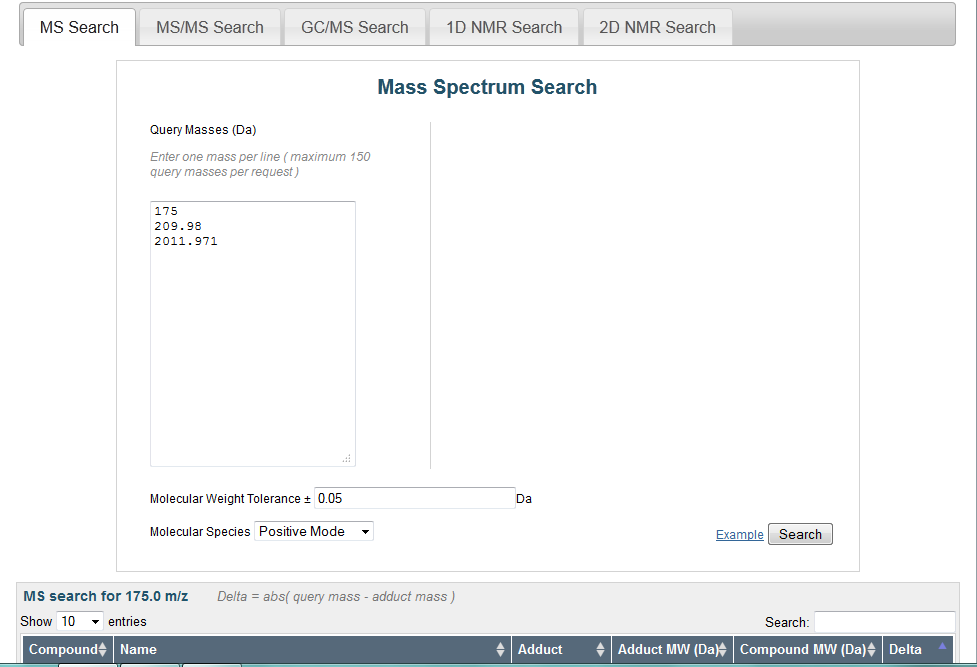 MS Search MS/MS Search GC/MS Search 1D NMR Search 2D NMR Search
Mass Spectrum Search
Query Masses (Da)
Enter one mass per line ( maximum 150
query masses per request )
175
209.98
2011.971
Molecular Weight Tolerance ± 0.05 Da
Molecular Species Positive Mode
Example Search
MS search for 175.0 m/z Delta = abs( query mass - adduct mass )
Show 10 entries Search:
Compound Name Adduct Adduct MW (Da) Compound MW (Da) Delta